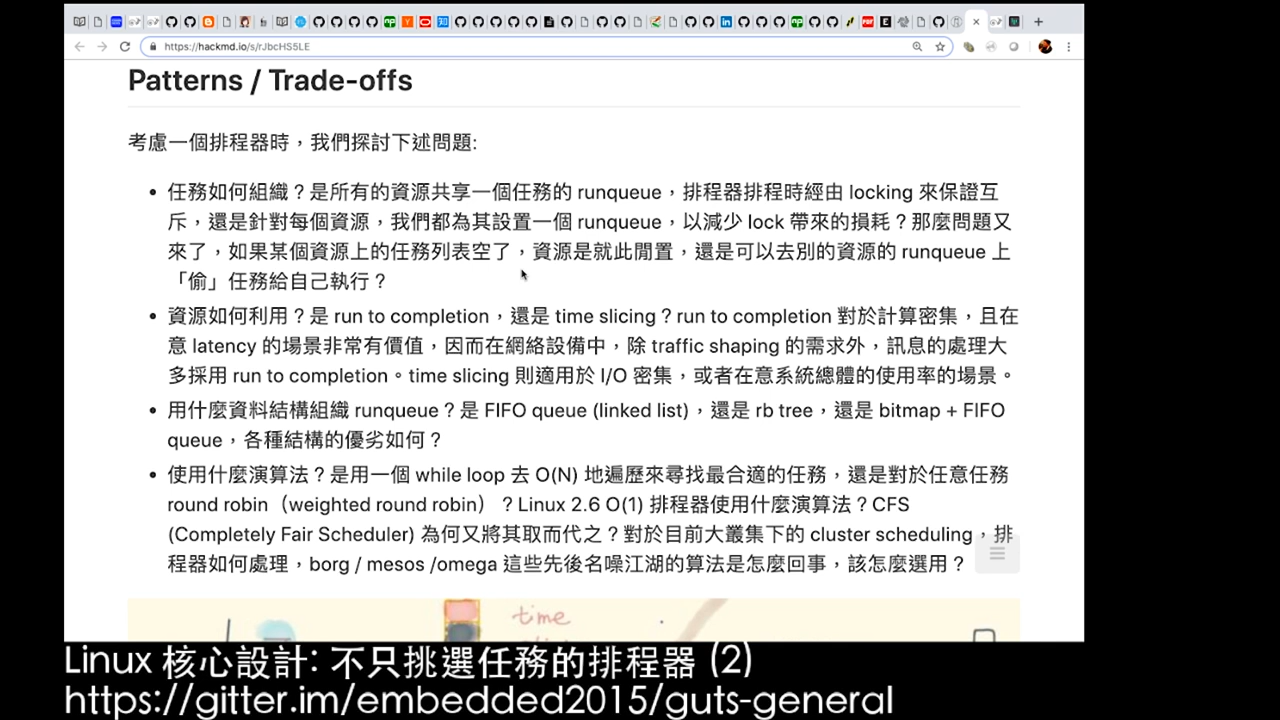 https://hackmd.io/s/rJbcHS5LE
Patterns / Trade-offs
考慮一個排程器時，我們探討下述問題:
任務如何組織？是所有的資源共享一個任務的 runqueue，排程器排程時經由 locking 來保證互
斥，還是針對每個資源，我們都為其設置一個 runqueue，以減少 lock 帶來的損耗？那麼問題又
來了，如果某個資源上的任務列表空了，資源是就此閒置，還是可以去別的資源的 runqueue 上
「偷」任務給自己執行？
資源如何利用？是 run to completion，還是 time slicing？run to completion 對於計算密集，且在
意 latency 的場景非常有價值，因而在網絡設備中，除 traffic shaping 的需求外，訊息的處理大
多採用 run to completion。time slicing 則適用於 I/O 密集，或者在意系統總體的使用率的場景。
用什麼資料結構組織 runqueue？是 FIFO queue (linked list)，還是 rb tree，還是 bitmap + FIFO
queue，各種結構的優劣如何？
使用什麼演算法？是用一個 while loop 去 O(N) 地遍歷來尋找最合適的任務，還是對於任意任務
round robin（weighted round robin）？Linux 2.6 O(1) 排程器使用什麼演算法？CFS
(Completely Fair Scheduler) 為何又將其取而代之？對於目前大叢集下的 cluster scheduling，排
程器如何處理，borg / mesos /omega 這些先後名噪江湖的算法是怎麼回事，該怎麼選用？
time
Linux 核心設計: 不只挑選任務的排程器 (2)
https://gitter.im/embedded2015/guts-general